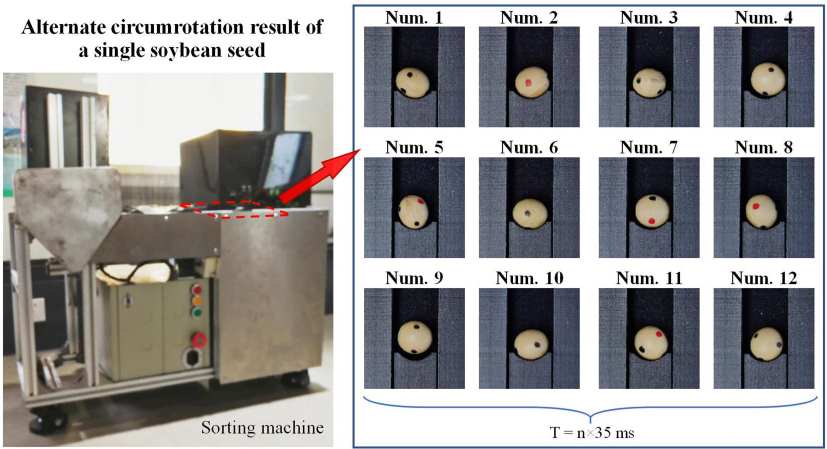 Alternate circumrotation result of
a single soybean seed
Sorting machine
Num. 1
Num. 2
Num. 3
Num. 4
Num. 5
Num. 6
Num. 7
Num. 8
Num. 9
Num. 10
Num. 11
Num. 12
T = n×35 ms